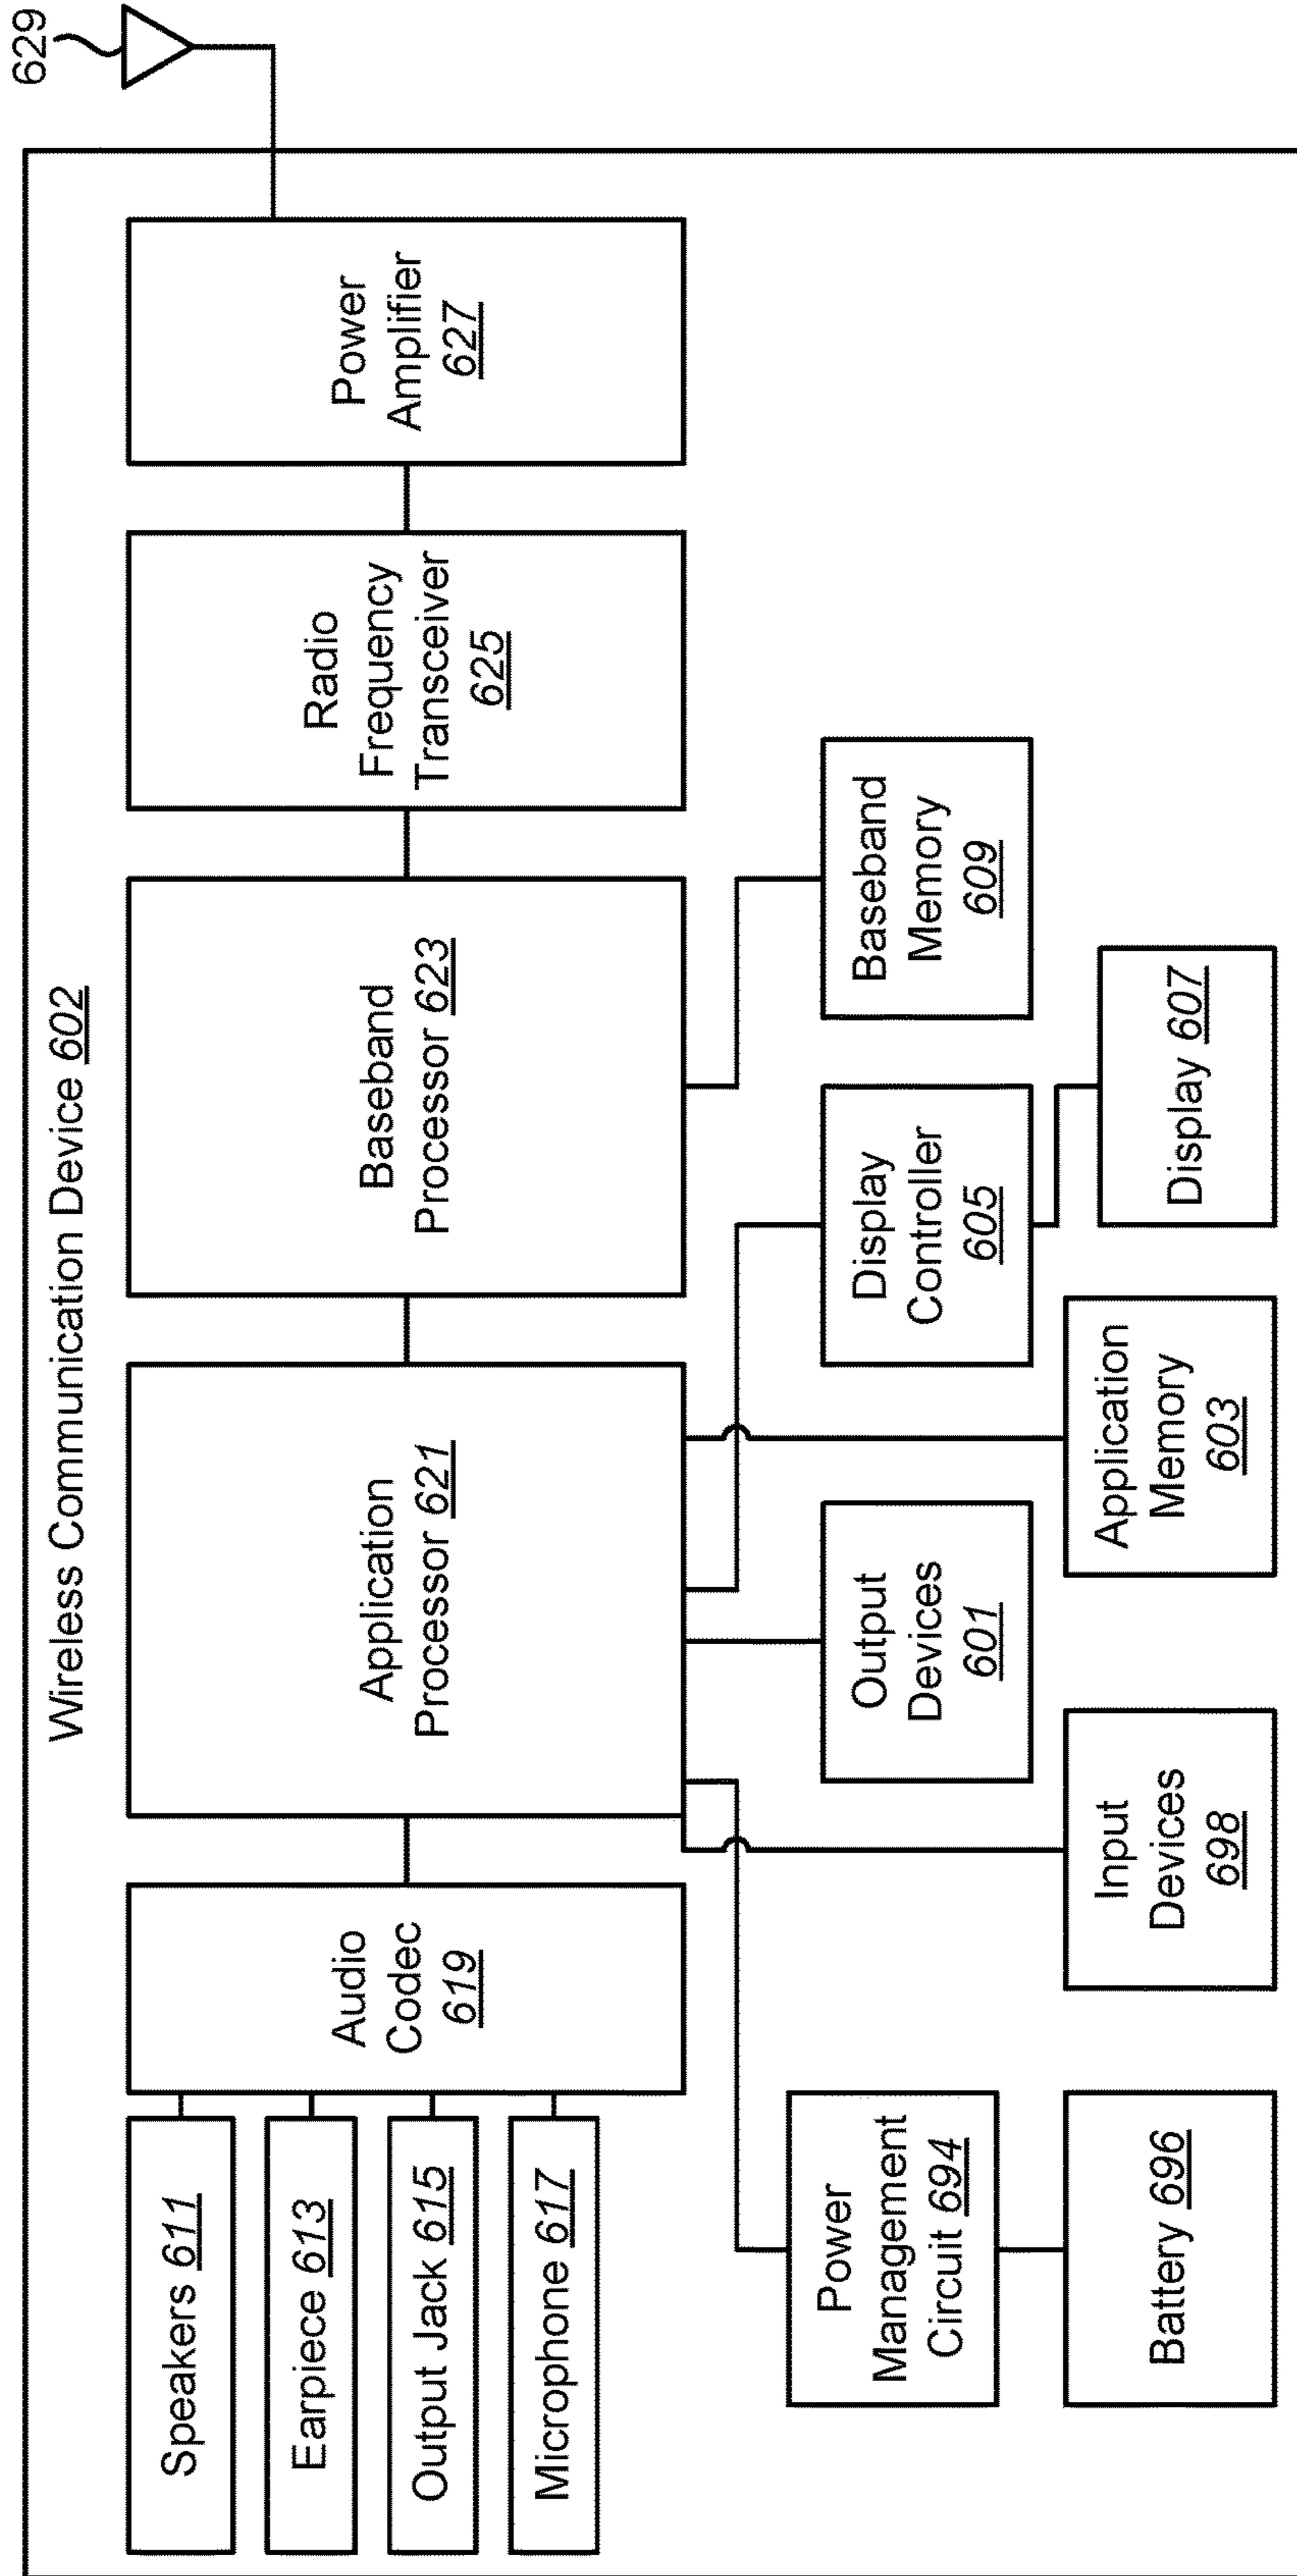 Wireless Communication Device 602
629
Speakers 611
Earpiece 613
Output Jack 615
Microphone 617
Audio
Codec
619
Application
Processor 621
Baseband
Processor 623
Radio
Frequency
Transceiver
625
Power
Amplifier
627
Power
Management
Circuit 694
Battery 696
Input
Devices
698
Output
Devices
601
Application
Memory
603
Display
Controller
605
Display 607
Baseband
Memory
609